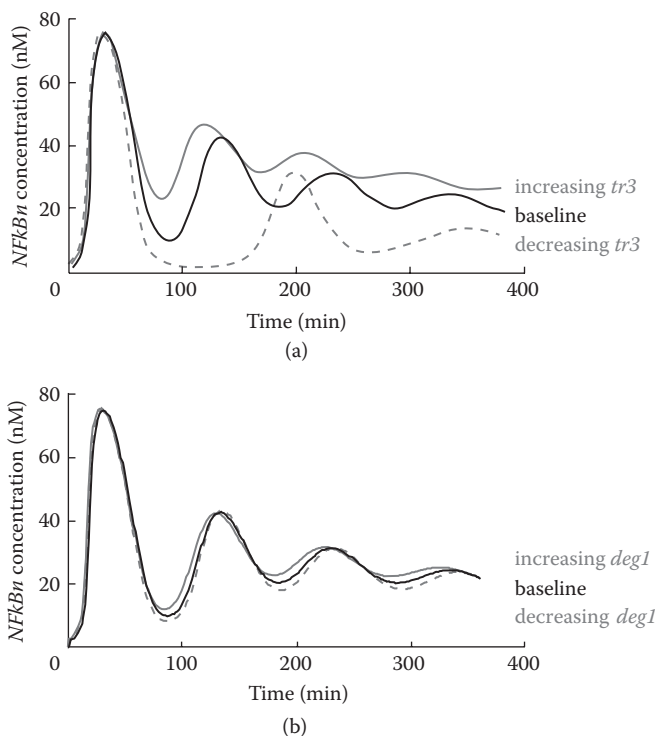 80
60
40
20
0
100
200
300
400
NFkBn concentration (nM)
Time (min)
increasing tr3
baseline
decreasing tr3
(a)
80
60
40
20
0
100
200
300
400
NFkBn concentration (nM)
Time (min)
increasing deg1
baseline
decreasing deg1
(b)